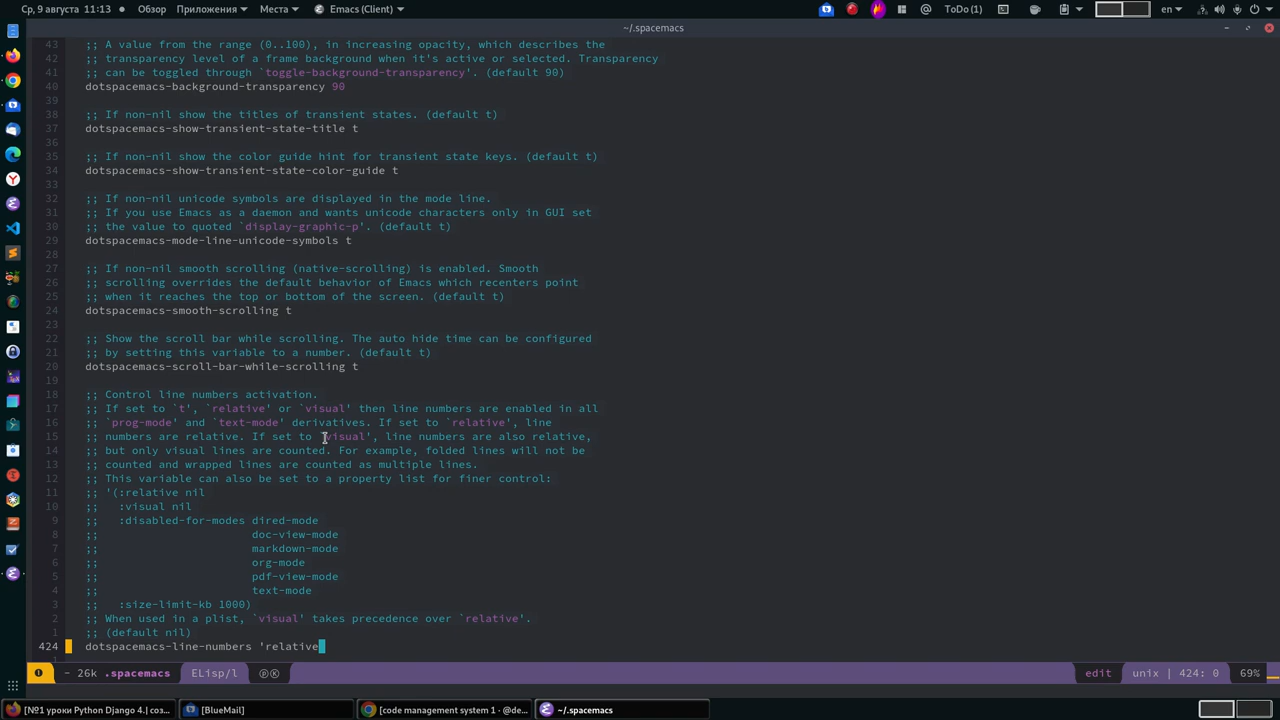 Ср, 9 августа 11:13
Обзор
Приложения
Места
Emacs (Client)
ToDo (1)
en
~/.spacemacs
43 ;; A value from the range (0..100), in increasing opacity, which describes the
42 ;; transparency level of a frame background when it's active or selected. Transparency
41 ;; can be toggled through `toggle-background-transparency'. (default 90)
40 dotspacemacs-background-transparency 90
39
38 ;; If non-nil show the titles of transient states. (default t)
37 dotspacemacs-show-transient-state-title t
36
35 ;; If non-nil show the color guide hint for transient state keys. (default t)
34 dotspacemacs-show-transient-state-color-guide t
33
32 ;; If non-nil unicode symbols are displayed in the mode line.
31 ;; If you use Emacs as a daemon and wants unicode characters only in GUI set
30 ;; the value to quoted `display-graphic-p'. (default t)
29 dotspacemacs-mode-line-unicode-symbols t
28
27 ;; If non-nil smooth scrolling (native-scrolling) is enabled. Smooth
26 ;; scrolling overrides the default behavior of Emacs which recenters point
25 ;; when it reaches the top or bottom of the screen. (default t)
24 dotspacemacs-smooth-scrolling t
23
22 ;; Show the scroll bar while scrolling. The auto hide time can be configured
21 ;; by setting this variable to a number. (default t)
20 dotspacemacs-scroll-bar-while-scrolling t
19
18 ;; Control line numbers activation.
17 ;; If set to `t', `relative' or `visual' then line numbers are enabled in all
16 ;; `prog-mode' and `text-mode' derivatives. If set to `relative', line
15 ;; numbers are relative. If set to `visual', line numbers are also relative,
14 ;; but only visual lines are counted. For example, folded lines will not be
13 ;; counted and wrapped lines are counted as multiple lines.
12 ;; This variable can also be set to a property list for finer control:
11 ;; '(:relative nil
10 ;;   :visual nil
9 ;;   :disabled-for-modes dired-mode
8 ;;                       doc-view-mode
7 ;;                       markdown-mode
6 ;;                       org-mode
5 ;;                       pdf-view-mode
4 ;;                       text-mode
3 ;;   :size-limit-kb 1000)
2 ;; When used in a plist, `visual' takes precedence over `relative'.
1 ;; (default nil)
424 dotspacemacs-line-numbers 'relative
- 26k .spacemacs
ELisp/l
ⓟⓀ
edit
unix | 424: 0
69%
[№1 уроки Python Django 4.| соз...
[BlueMail]
[code management system 1 · @de...
~/.spacemacs